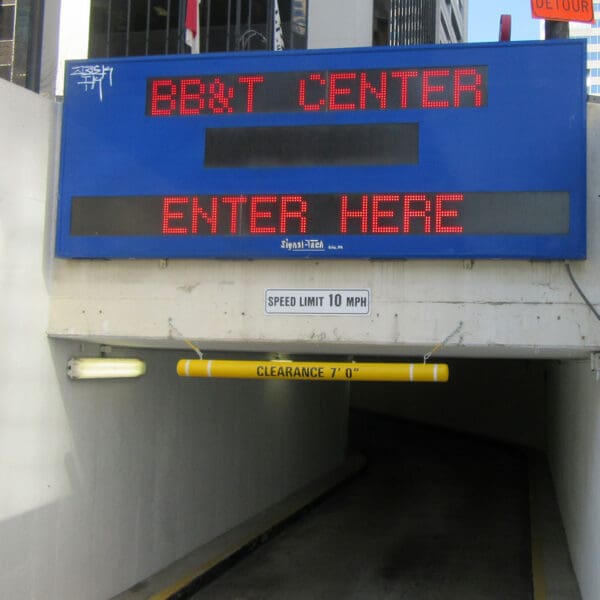 DETOUR
BB&T CENTER
ENTER HERE
Signal-Tech
SPEED LIMIT 10 MPH
CLEARANCE 7' 0"